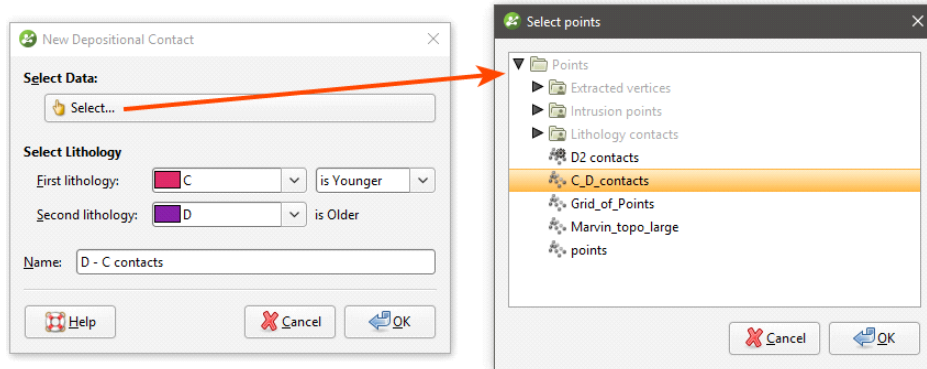 New Depositional Contact
Select Data:
Select...
Select Lithology
First lithology: C is Younger
Second lithology: D is Older
Name: D - C contacts
Help Cancel OK
Select points
Points
Extracted vertices
Intrusion points
Lithology contacts
D2 contacts
C_D_contacts
Grid_of_Points
Marvin_topo_large
points
Cancel OK